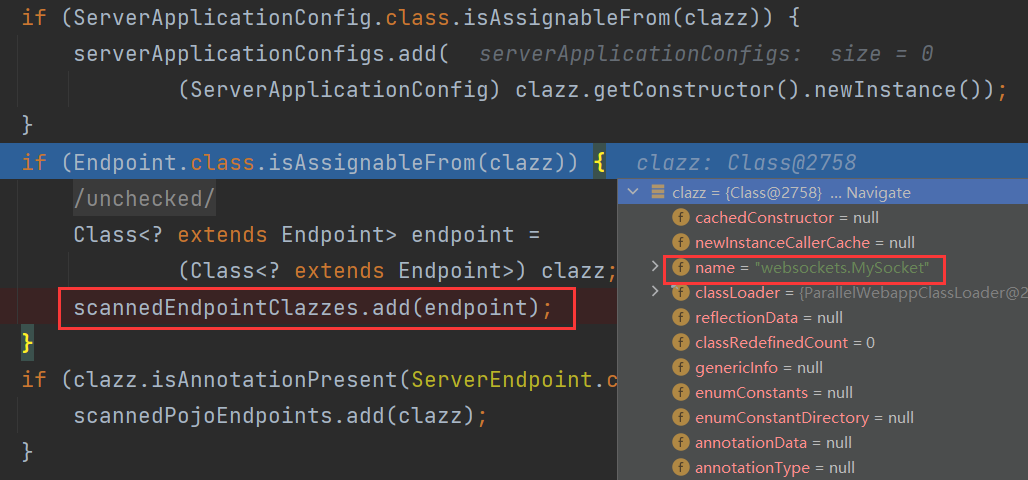 if (ServerApplicationConfig.class.isAssignableFrom(clazz)) {
serverApplicationConfigs.add( serverApplicationConfigs: size = 0
(ServerApplicationConfig) clazz.getConstructor().newInstance());
}
if (Endpoint.class.isAssignableFrom(clazz)) { clazz: Class@2758
/unchecked/
Class<? extends Endpoint> endpoint =
(Class<? extends Endpoint>) clazz;
scannedEndpointClazzes.add(endpoint);
}
if (clazz.isAnnotationPresent(ServerEndpoint.c
scannedPojoEndpoints.add(clazz);
}
clazz = {Class@2758} ... Navigate
f cachedConstructor = null
f newInstanceCallerCache = null
f name = "websockets.MySocket"
f classLoader = {ParallelWebappClassLoader@2
f reflectionData = null
f classRedefinedCount = 0
f genericInfo = null
f enumConstants = null
f enumConstantDirectory = null
f annotationData = null
f annotationType = null